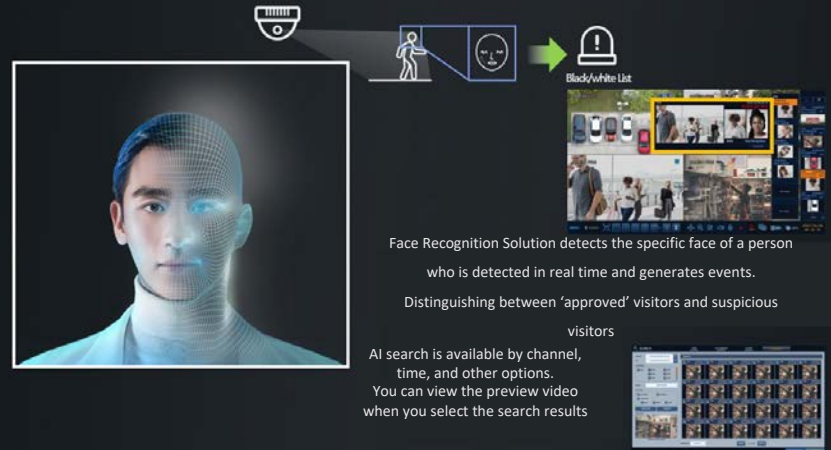 Black/white List
Face Recognition Solution detects the specific face of a person
who is detected in real time and generates events.
Distinguishing between ‘approved’ visitors and suspicious
visitors
AI search is available by channel,
time, and other options.
You can view the preview video
when you select the search results